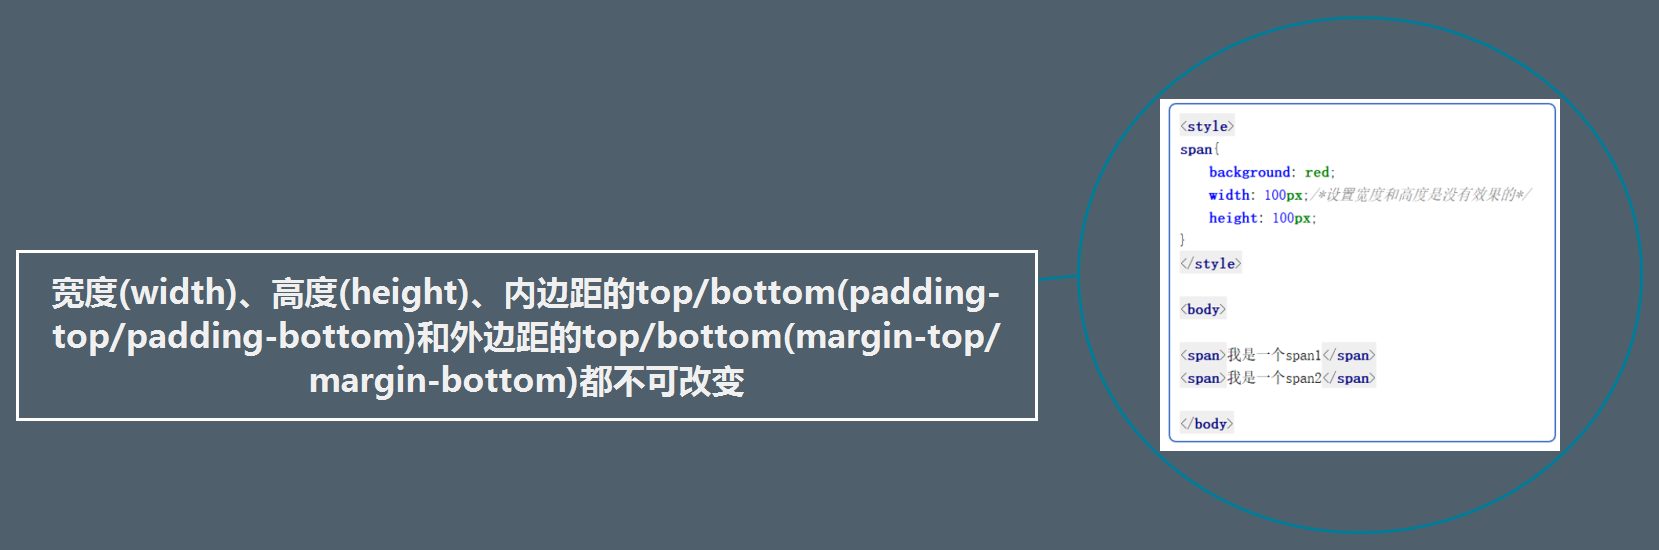 宽度(width)、高度(height)、内边距的top/bottom(padding-
top/padding-bottom)和外边距的top/bottom(margin-top/
margin-bottom)都不可改变
<style>
span{
background: red;
width: 100px;/*设置宽度和高度是没有效果的*/
height: 100px;
}
</style>
<body>
<span>我是一个span1</span>
<span>我是一个span2</span>
</body>